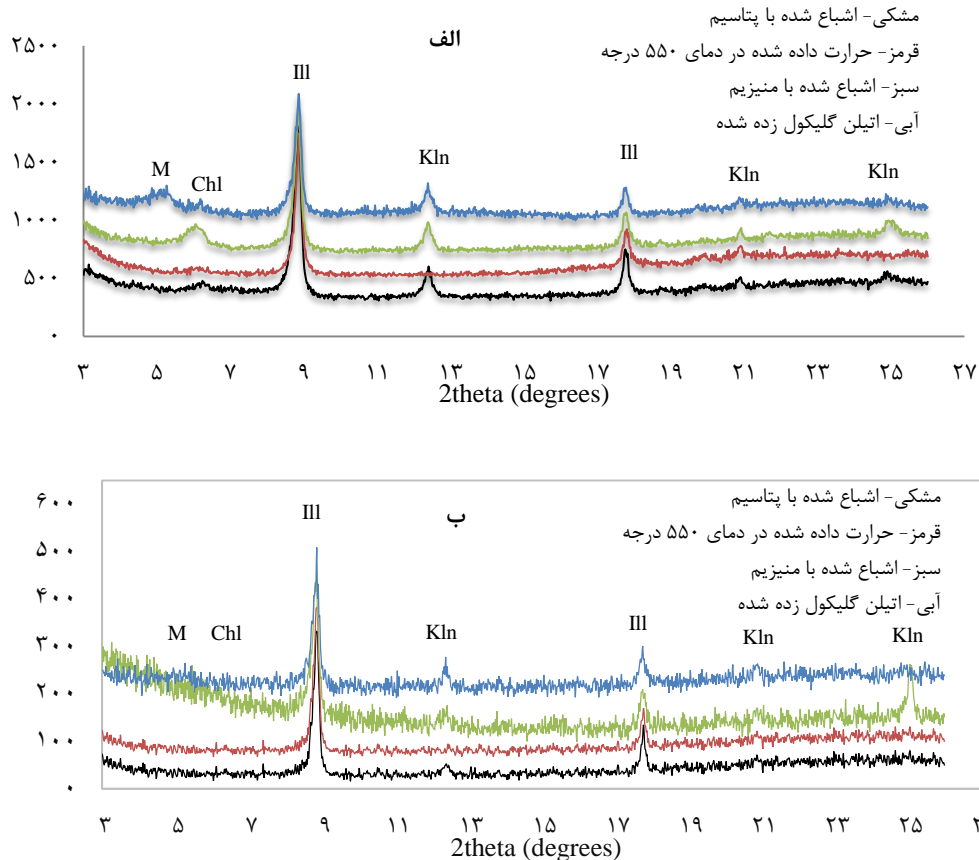 الف
مشکی- اشباع شده با پتاسیم
قرمز- حرارت داده شده در دمای ۵۵۰ درجه
سبز- اشباع شده با منیزیم
آبی- اتیلن گلیکول زده شده
۲۵۰۰
۲۰۰۰
۱۵۰۰
۱۰۰۰
۵۰۰
۰
M Chl Ill Kln Ill Kln Kln
۳ ۵ ۷ ۹ ۱۱ ۱۳ ۱۵ ۱۷ ۱۹ ۲۱ ۲۳ ۲۵ ۲۷
2theta (degrees)
ب
مشکی- اشباع شده با پتاسیم
قرمز- حرارت داده شده در دمای ۵۵۰ درجه
سبز- اشباع شده با منیزیم
آبی- اتیلن گلیکول زده شده
۶۰۰
۵۰۰
۴۰۰
۳۰۰
۲۰۰
۱۰۰
۰
M Chl Ill Kln Ill Kln Kln
۳ ۵ ۷ ۹ ۱۱ ۱۳ ۱۵ ۱۷ ۱۹ ۲۱ ۲۳ ۲۵
2theta (degrees)